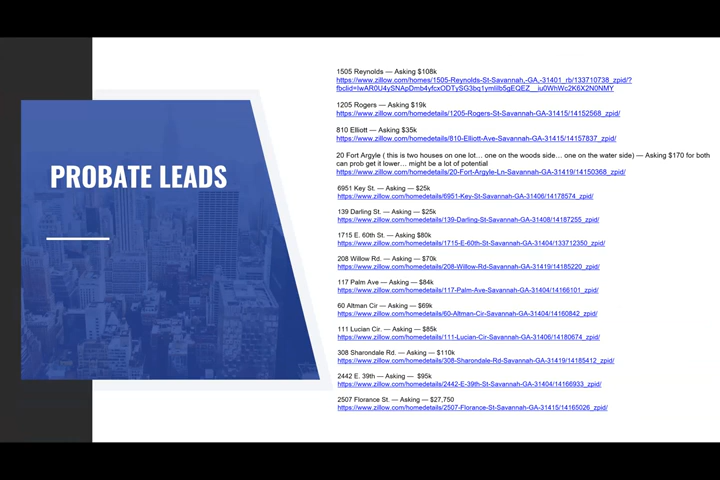 PROBATE LEADS
1505 Reynolds — Asking $108k
https://www.zillow.com/homes/1505-Reynolds-St-Savannah,-GA,-31401_rb/133710738_zpid/?
fbclid=IwAR0U4ySNApDmb4yfcxODTySG3bq1ymlilb5gEQEZ__iu0WhWc2K6X2N0NMY
1205 Rogers — Asking $19k
https://www.zillow.com/homedetails/1205-Rogers-St-Savannah-GA-31415/14152568_zpid/
810 Elliott — Asking $35k
https://www.zillow.com/homedetails/810-Elliott-Ave-Savannah-GA-31415/14157837_zpid/
20 Fort Argyle ( this is two houses on one lot… one on the woods side… one on the water side) — Asking $170 for both
can prob get it lower… might be a lot of potential
https://www.zillow.com/homedetails/20-Fort-Argyle-Ln-Savannah-GA-31419/14150368_zpid/
6951 Key St. — Asking — $25k
https://www.zillow.com/homedetails/6951-Key-St-Savannah-GA-31406/14178574_zpid/
139 Darling St. — Asking — $25k
https://www.zillow.com/homedetails/139-Darling-St-Savannah-GA-31408/14187255_zpid/
1715 E. 60th St. — Asking $80k
https://www.zillow.com/homedetails/1715-E-60th-St-Savannah-GA-31404/133712350_zpid/
208 Willow Rd. — Asking — $70k
https://www.zillow.com/homedetails/208-Willow-Rd-Savannah-GA-31419/14185220_zpid/
117 Palm Ave — Asking — $84k
https://www.zillow.com/homedetails/117-Palm-Ave-Savannah-GA-31404/14166101_zpid/
60 Altman Cir — Asking — $69k
https://www.zillow.com/homedetails/60-Altman-Cir-Savannah-GA-31404/14160842_zpid/
111 Lucian Cir. — Asking — $85k
https://www.zillow.com/homedetails/111-Lucian-Cir-Savannah-GA-31406/14180674_zpid/
308 Sharondale Rd. — Asking — $110k
https://www.zillow.com/homedetails/308-Sharondale-Rd-Savannah-GA-31419/14185412_zpid/
2442 E. 39th — Asking — $95k
https://www.zillow.com/homedetails/2442-E-39th-St-Savannah-GA-31404/14166933_zpid/
2507 Florance St. — Asking — $27,750
https://www.zillow.com/homedetails/2507-Florance-St-Savannah-GA-31415/14165026_zpid/